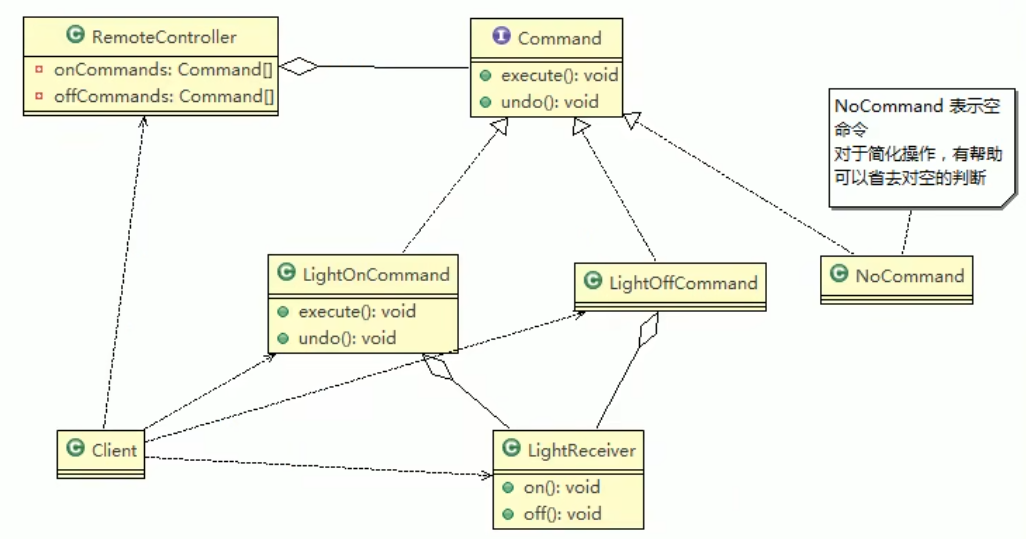 RemoteController
onCommands: Command[]
offCommands: Command[]
Command
execute(): void
undo(): void
NoCommand 表示空
命令
对于简化操作，有帮助
可以省去对空的判断
LightOnCommand
execute(): void
undo(): void
LightOffCommand
NoCommand
Client
LightReceiver
on(): void
off(): void